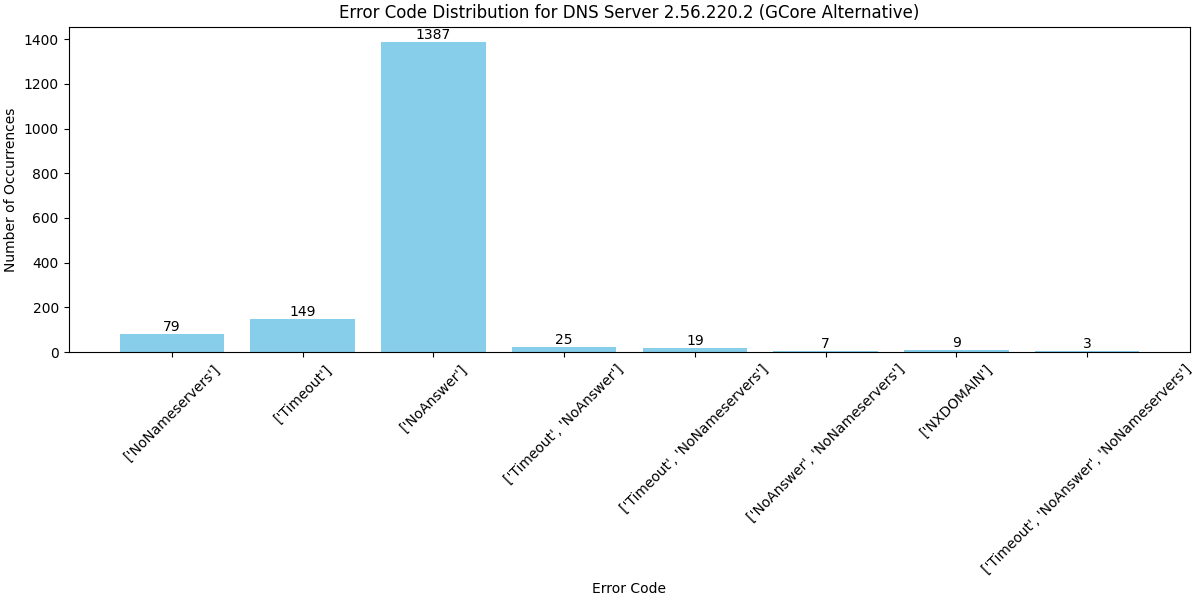 Error Code Distribution for DNS Server 2.56.220.2 (GCore Alternative)
Number of Occurrences
1400
1200
1000
800
600
400
200
0
79
149
1387
25
19
7
9
3
['NoNameservers']
['Timeout']
['NoAnswer']
['Timeout', 'NoAnswer']
['Timeout', 'NoNameservers']
['NoAnswer', 'NoNameservers']
['NXDOMAIN']
['Timeout', 'NoAnswer', 'NoNameservers']
Error Code